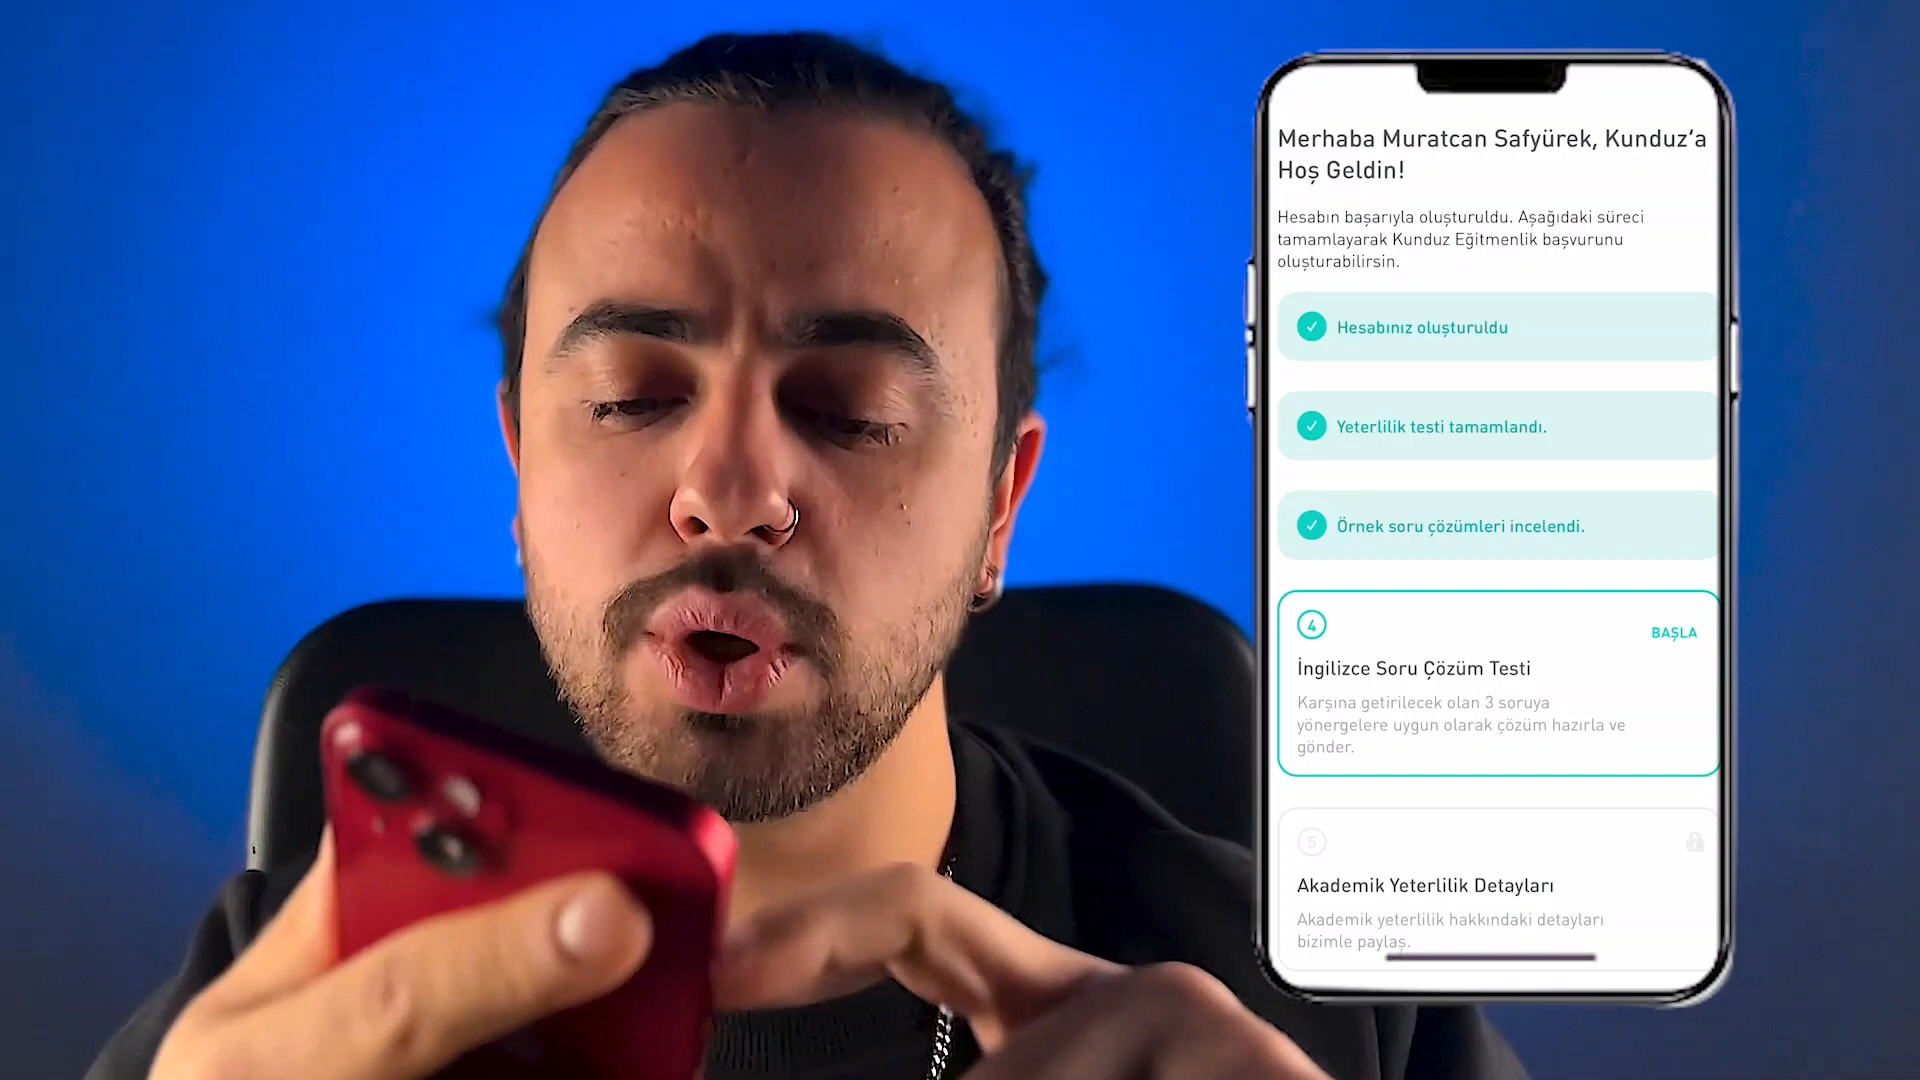 Merhaba Muratcan Safyürek, Kunduz'a
Hoş Geldin!
Hesabın başarıyla oluşturuldu. Aşağıdaki süreci
tamamlayarak Kunduz Eğitmenlik başvurunu
oluşturabilirsin.
Hesabınız oluşturuldu
Yeterlilik testi tamamlandı.
Örnek soru çözümleri incelendi.
4
BAŞLA
İngilizce Soru Çözüm Testi
Karşına getirilecek olan 3 soruya
yönergelere uygun olarak çözüm hazırla ve
gönder.
5
Akademik Yeterlilik Detayları
Akademik yeterlilik hakkındaki detayları
bizimle paylaş.